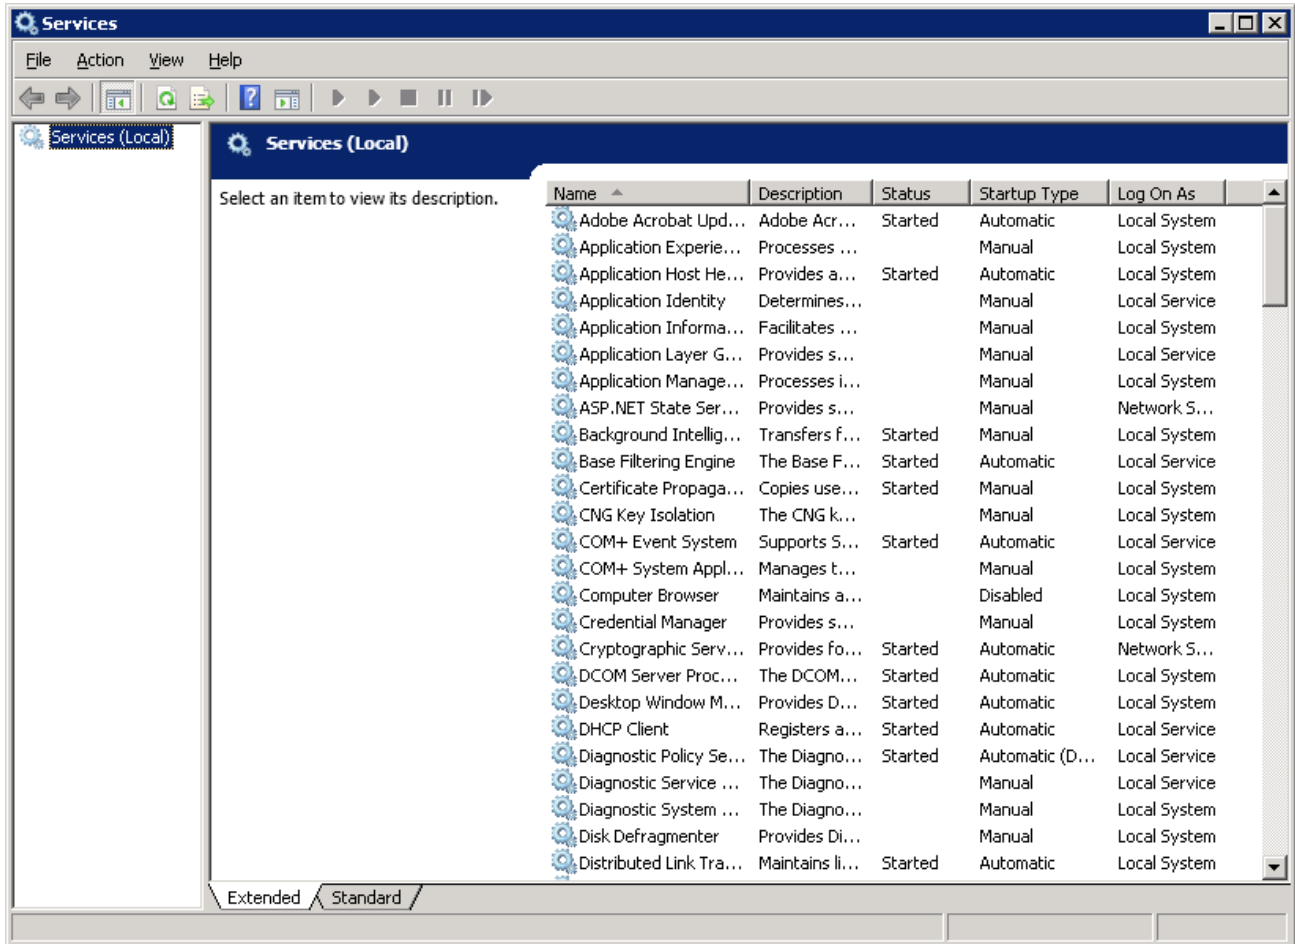 Services
File Action View Help
Services (Local)
Services (Local)
Select an item to view its description.
Name Description Status Startup Type Log On As
Adobe Acrobat Upd... Adobe Acr... Started Automatic Local System
Application Experie... Processes ... Manual Local System
Application Host He... Provides a... Started Automatic Local System
Application Identity Determines... Manual Local Service
Application Informa... Facilitates ... Manual Local System
Application Layer G... Provides s... Manual Local Service
Application Manage... Processes i... Manual Local System
ASP.NET State Ser... Provides s... Manual Network S...
Background Intellig... Transfers f... Started Manual Local System
Base Filtering Engine The Base F... Started Automatic Local Service
Certificate Propaga... Copies use... Started Manual Local System
CNG Key Isolation The CNG k... Manual Local System
COM+ Event System Supports S... Started Automatic Local Service
COM+ System Appl... Manages t... Manual Local System
Computer Browser Maintains a... Disabled Local System
Credential Manager Provides s... Manual Local System
Cryptographic Serv... Provides fo... Started Automatic Network S...
DCOM Server Proc... The DCOM... Started Automatic Local System
Desktop Window M... Provides D... Started Automatic Local System
DHCP Client Registers a... Started Automatic Local Service
Diagnostic Policy Se... The Diagno... Started Automatic (D... Local Service
Diagnostic Service ... The Diagno... Manual Local Service
Diagnostic System ... The Diagno... Manual Local System
Disk Defragmenter Provides Di... Manual Local System
Distributed Link Tra... Maintains li... Started Automatic Local System
Extended Standard